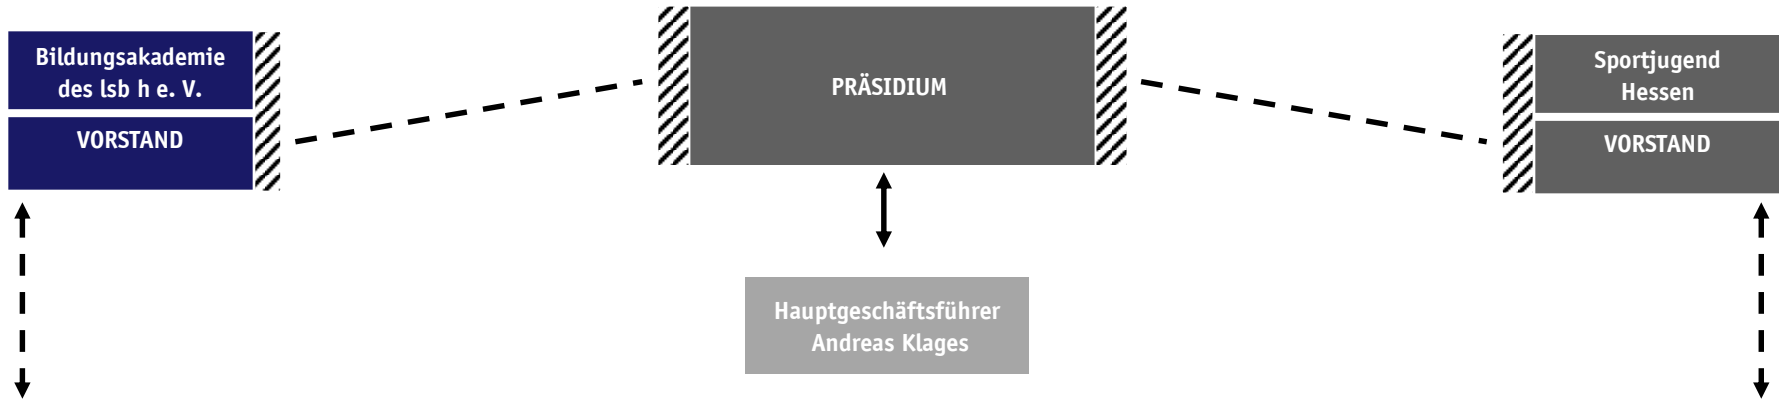 Bildungsakademie
des lsb h e. V.
VORSTAND
PRÄSIDIUM
Sportjugend
Hessen
VORSTAND
Hauptgeschäftsführer
Andreas Klages